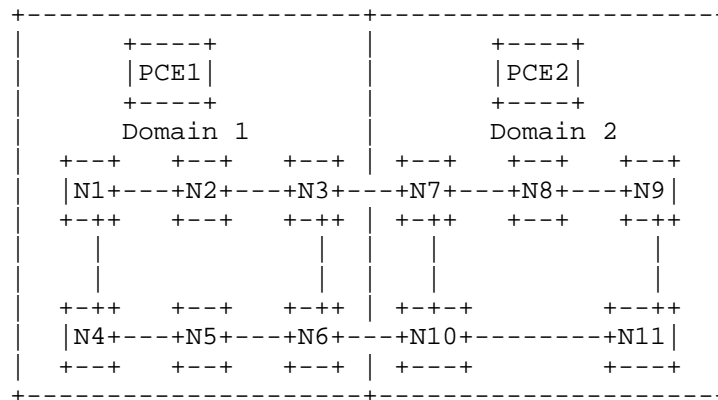 PCE1 PCE2
Domain 1 Domain 2
N1 N2 N3 N7 N8 N9
N4 N5 N6 N10 N11